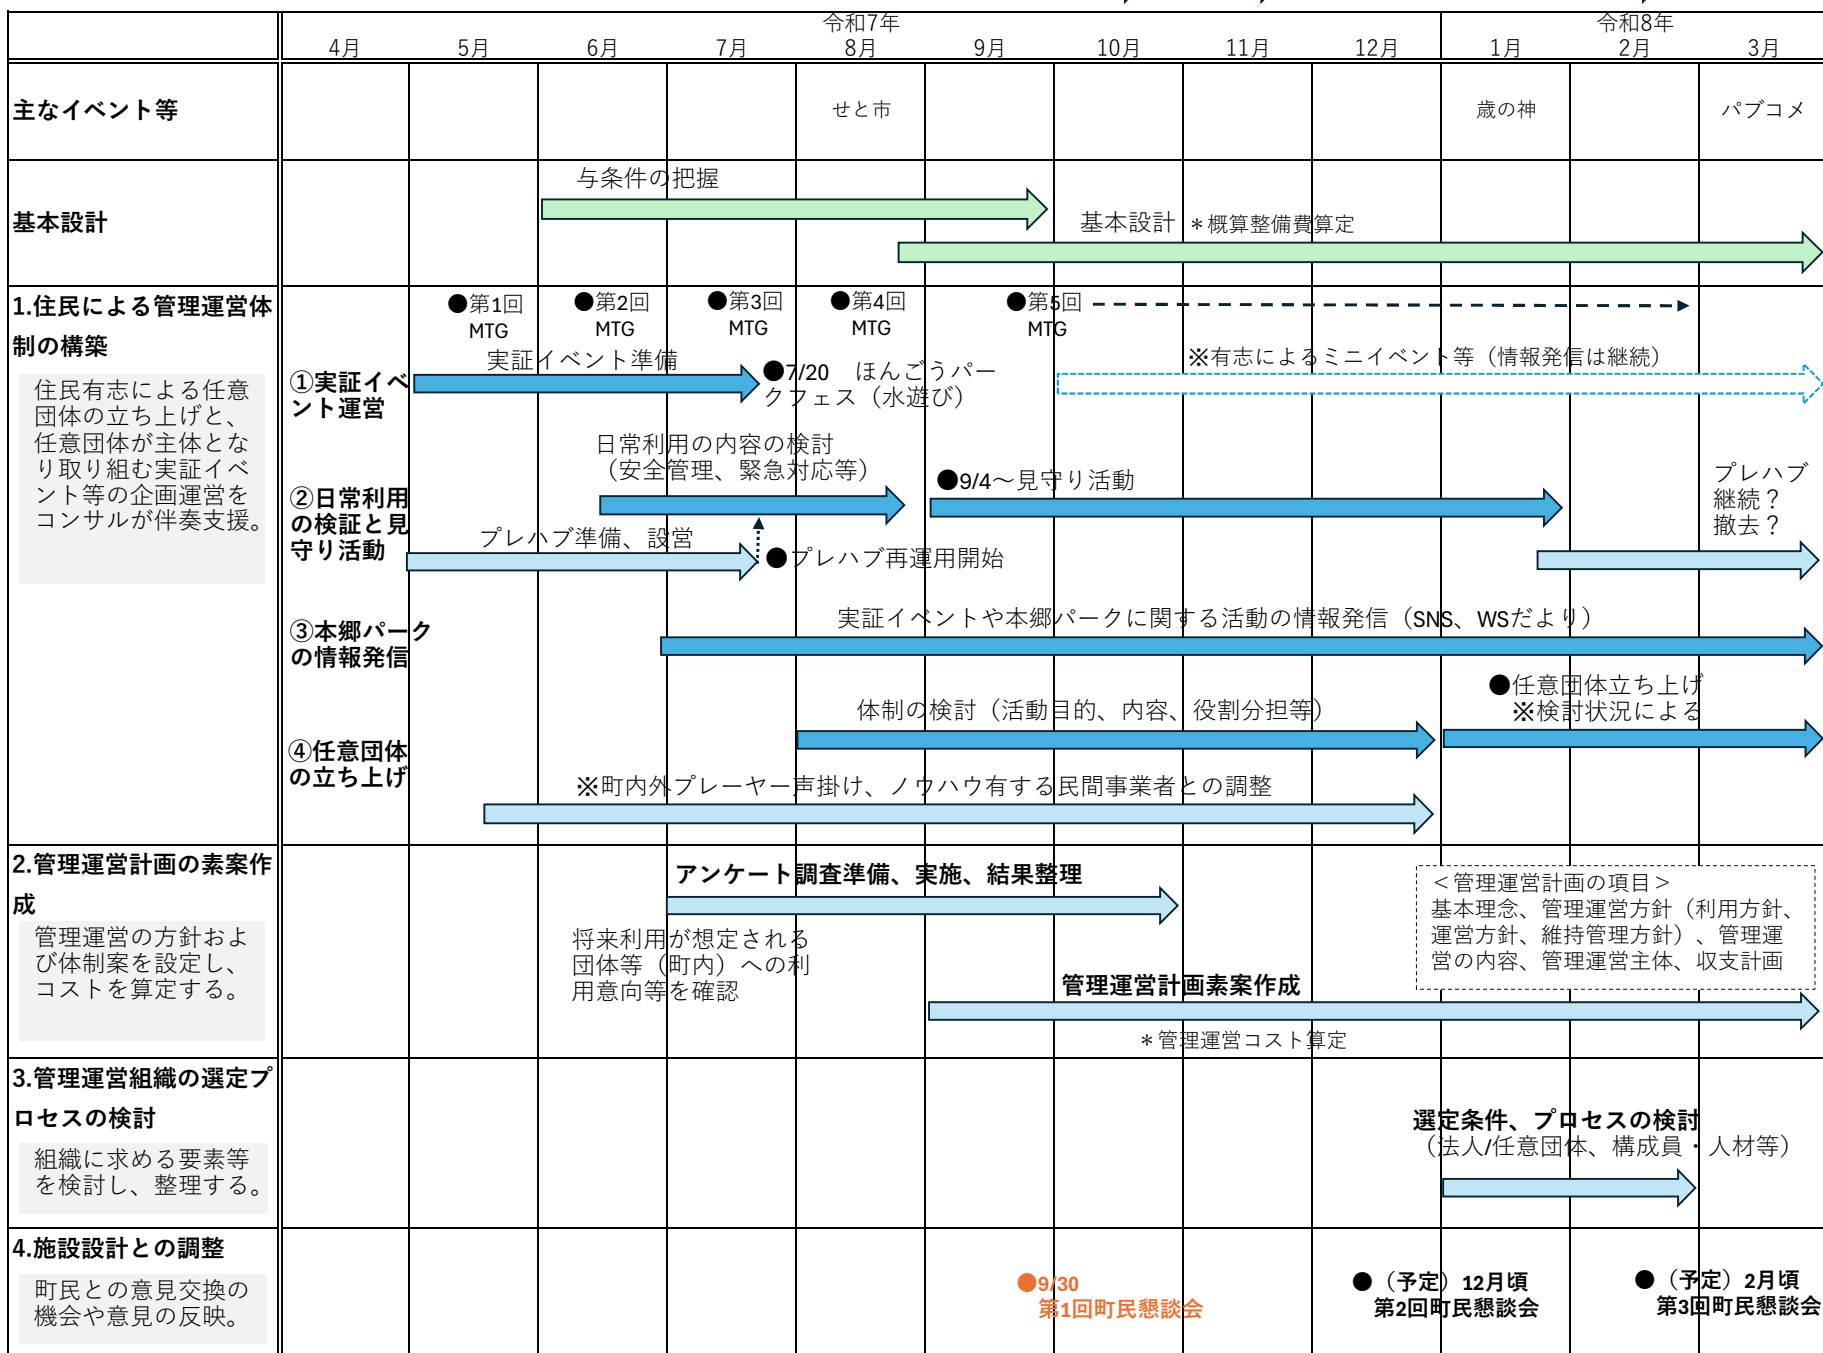 令和7年
令和8年
4月 5月 6月 7月 8月 9月 10月 11月 12月 1月 2月 3月
主なイベント等
せと市
歳の神
パブコメ
基本設計
与条件の把握
基本設計 ＊概算整備費算定
1.住民による管理運営体
制の構築
住民有志による任意
団体の立ち上げと、
任意団体が主体とな
り取り組む実証イベ
ント等の企画運営を
コンサルが伴奏支援。
●第1回
MTG
●第2回
MTG
●第3回
MTG
●第4回
MTG
●第5回
MTG
①実証イベ
ント運営
実証イベント準備
●7/20　ほんごうパー
クフェス（水遊び）
※有志によるミニイベント等（情報発信は継続）
②日常利用
の検証と見
守り活動
日常利用の内容の検討
（安全管理、緊急対応等）
●9/4～見守り活動
プレハブ
継続？
撤去？
プレハブ準備、設営
●プレハブ再運用開始
③本郷パーク
の情報発信
実証イベントや本郷パークに関する活動の情報発信（SNS、WSだより）
④任意団体
の立ち上げ
体制の検討（活動目的、内容、役割分担等）
●任意団体立ち上げ
※検討状況による
※町内外プレーヤー声掛け、ノウハウ有する民間事業者との調整
2.管理運営計画の素案作
成
管理運営の方針およ
び体制案を設定し、
コストを算定する。
アンケート調査準備、実施、結果整理
将来利用が想定される
団体等（町内）への利
用意向等を確認
＜管理運営計画の項目＞
基本理念、管理運営方針（利用方針、
運営方針、維持管理方針）、管理運
営の内容、管理運営主体、収支計画
管理運営計画素案作成
＊管理運営コスト算定
3.管理運営組織の選定プ
ロセスの検討
組織に求める要素等
を検討し、整理する。
選定条件、プロセスの検討
（法人/任意団体、構成員・人材等）
4.施設設計との調整
町民との意見交換の
機会や意見の反映。
●9/30
第1回町民懇談会
●（予定）12月頃
第2回町民懇談会
●（予定）2月頃
第3回町民懇談会